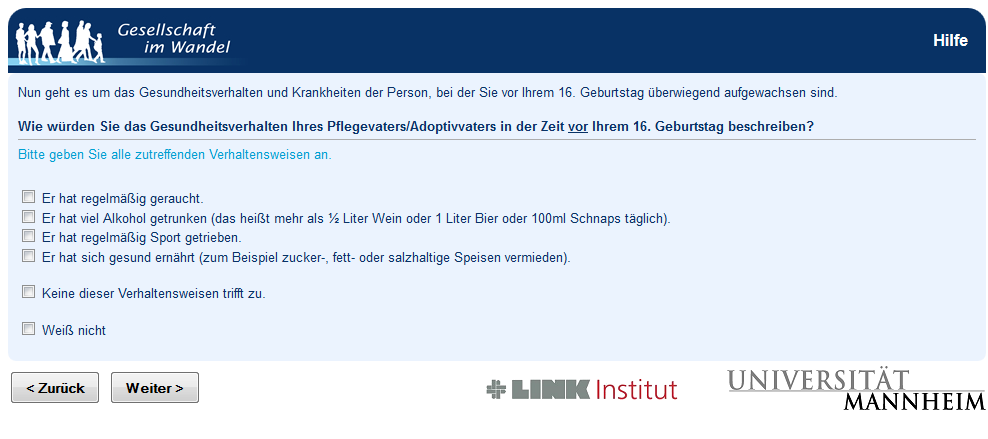 Gesellschaft
im Wandel
Hilfe
Nun geht es um das Gesundheitsverhalten und Krankheiten der Person, bei der Sie vor Ihrem 16. Geburtstag überwiegend aufgewachsen sind.
Wie würden Sie das Gesundheitsverhalten Ihres Pflegevaters/Adoptivvaters in der Zeit vor Ihrem 16. Geburtstag beschreiben?
Bitte geben Sie alle zutreffenden Verhaltensweisen an.
Er hat regelmäßig geraucht.
Er hat viel Alkohol getrunken (das heißt mehr als ½ Liter Wein oder 1 Liter Bier oder 100ml Schnaps täglich).
Er hat regelmäßig Sport getrieben.
Er hat sich gesund ernährt (zum Beispiel zucker-, fett- oder salzhaltige Speisen vermieden).
Keine dieser Verhaltensweisen trifft zu.
Weiß nicht
< Zurück Weiter >
LINK Institut
UNIVERSITÄT
MANNHEIM